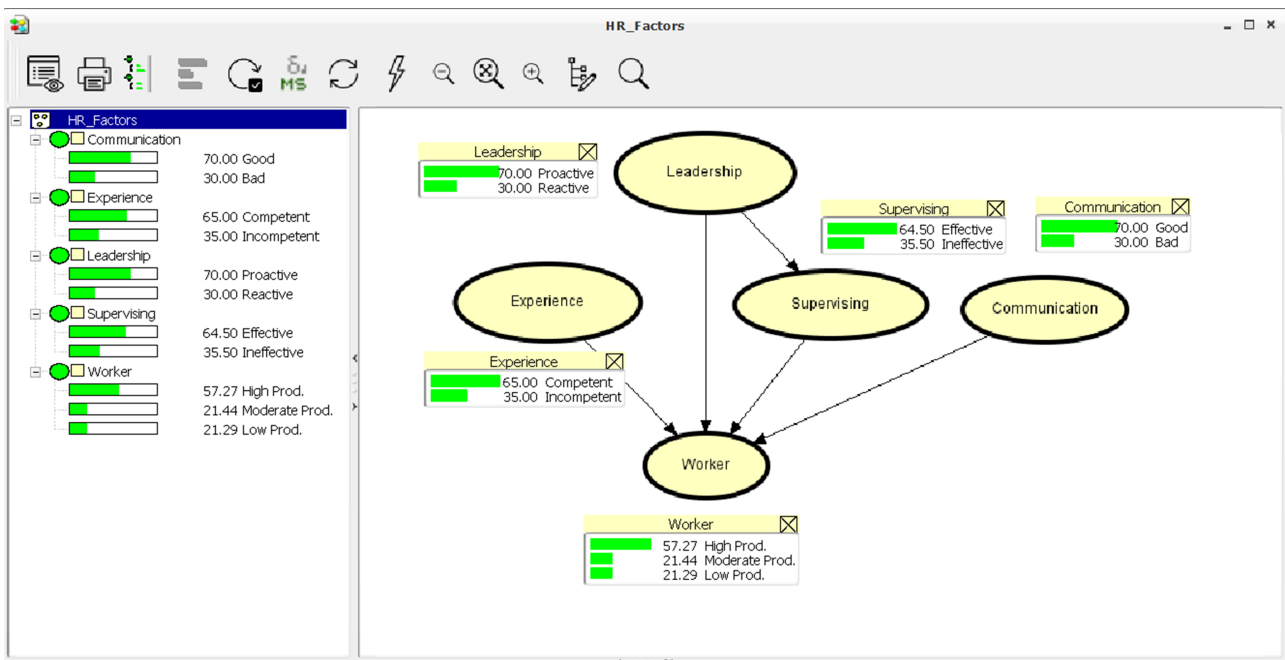 HR_Factors
MS
HR_Factors
Communication
70.00 Good
30.00 Bad
Experience
65.00 Competent
35.00 Incompetent
Leadership
70.00 Proactive
30.00 Reactive
Supervising
64.50 Effective
35.50 Ineffective
Worker
57.27 High Prod.
21.44 Moderate Prod.
21.29 Low Prod.
Leadership
70.00 Proactive
30.00 Reactive
Leadership
Supervising
64.50 Effective
35.50 Ineffective
Communication
70.00 Good
30.00 Bad
Experience
Supervising
Communication
Experience
65.00 Competent
35.00 Incompetent
Worker
Worker
57.27 High Prod.
21.44 Moderate Prod.
21.29 Low Prod.